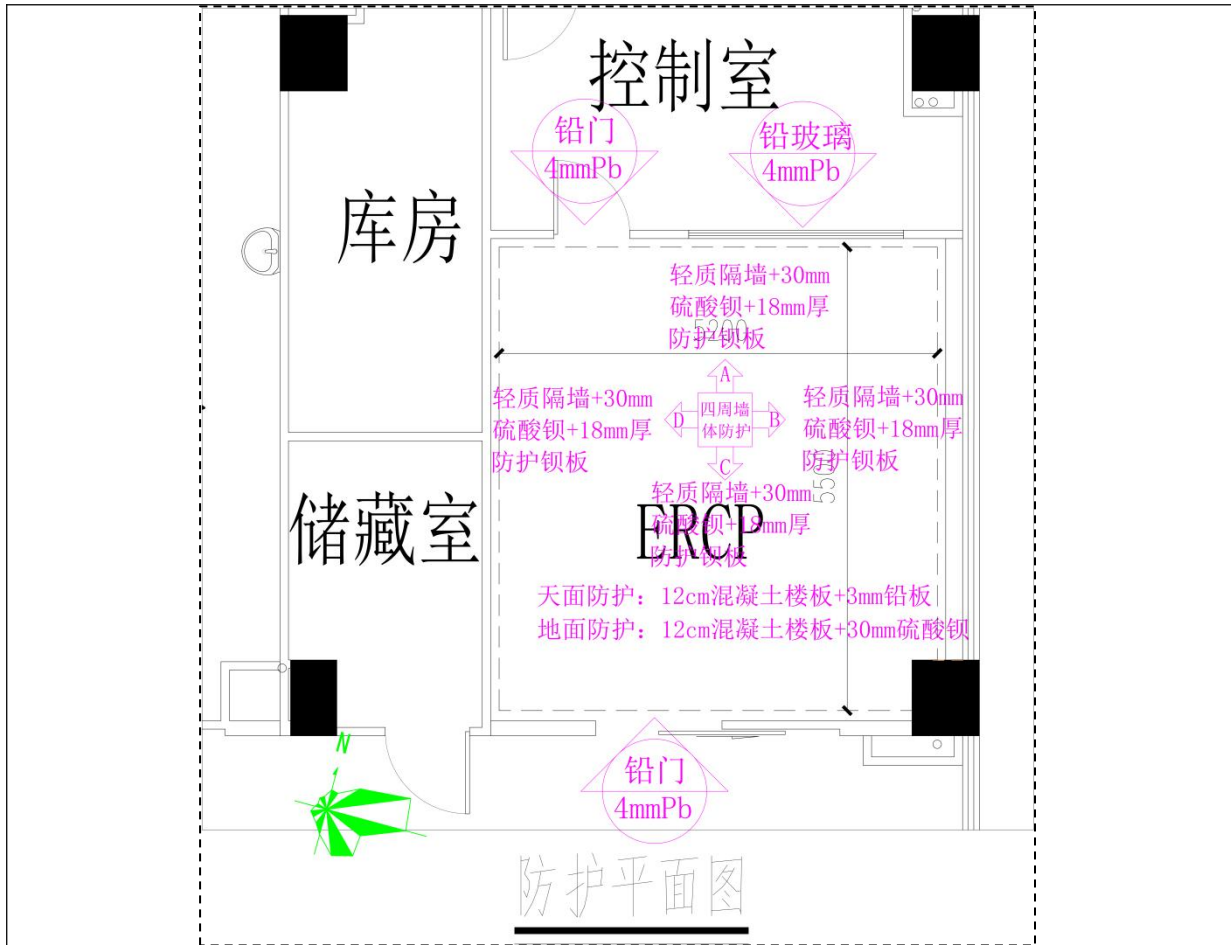 控制室
铅门
4mmPb
铅玻璃
4mmPb
库房
轻质隔墙+30mm
硫酸钡+18mm厚
防护钡板
5200
A
轻质隔墙+30mm
硫酸钡+18mm厚
防护钡板
D
四周墙
体防护
B
轻质隔墙+30mm
硫酸钡+18mm厚
防护钡板
C
5500
轻质隔墙+30mm
硫酸钡+18mm厚
防护钡板
储藏室
ERCP
天面防护：12cm混凝土楼板+3mm铅板
地面防护：12cm混凝土楼板+30mm硫酸钡
N
铅门
4mmPb
防护平面图